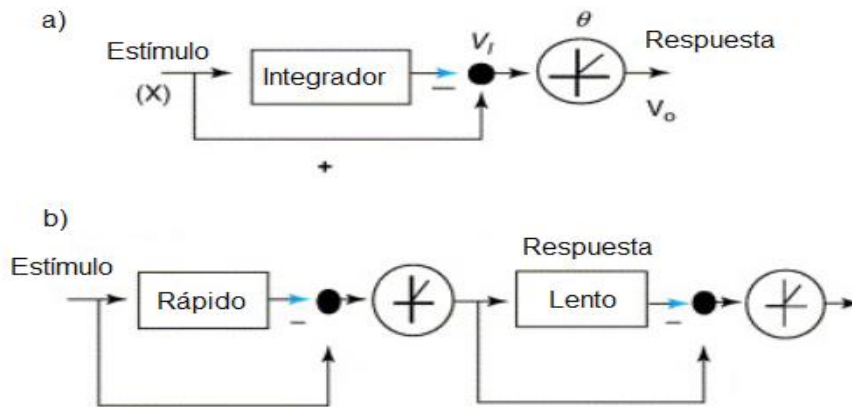 a)
θ
Estímulo
V_I
Respuesta
Integrador
(X)
−
V_o
+
b)
Respuesta
Estímulo
Rápido
Lento
−
−